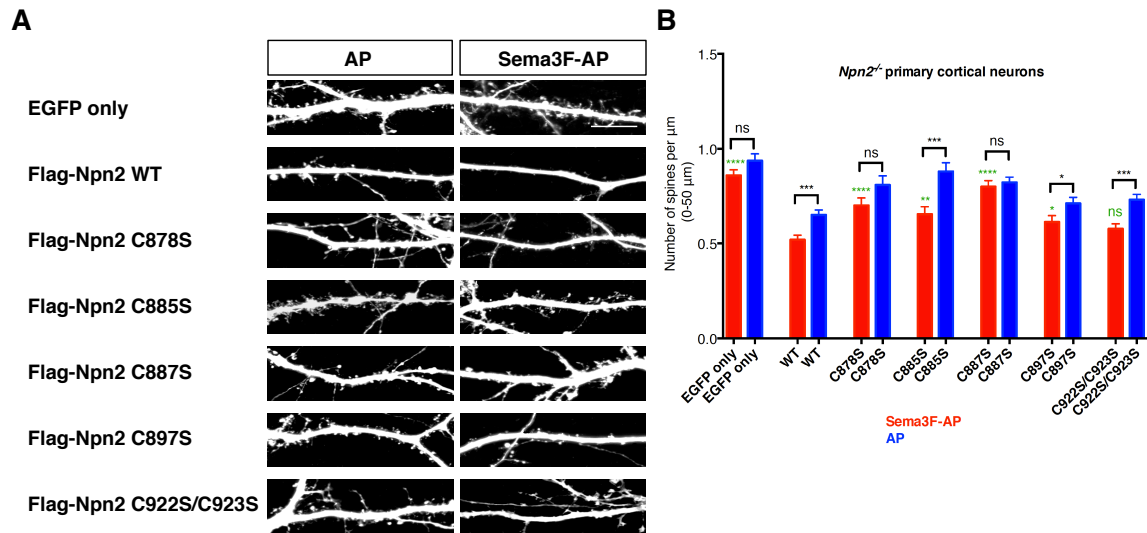 A
AP
Sema3F-AP
EGFP only
Flag-Npn2 WT
Flag-Npn2 C878S
Flag-Npn2 C885S
Flag-Npn2 C887S
Flag-Npn2 C897S
Flag-Npn2 C922S/C923S
B
Npn2-/- primary cortical neurons
Number of spines per µm
(0-50 µm)
1.5
1.0
0.5
0.0
ns
****
***
ns
****
***
**
ns
****
*
*
***
ns
EGFP only
EGFP only
WT
WT
C878S
C878S
C885S
C885S
C887S
C887S
C897S
C897S
C922S/C923S
C922S/C923S
Sema3F-AP
AP